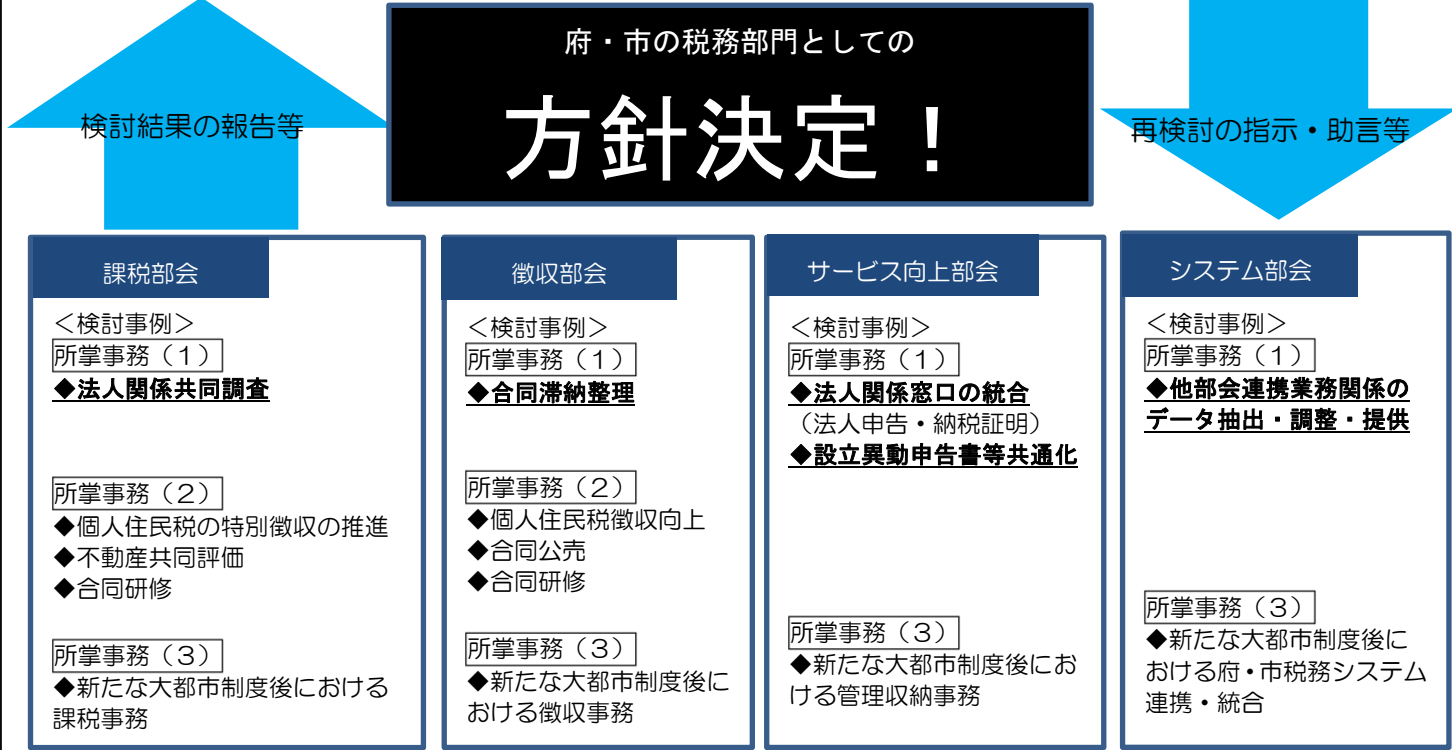 府・市の税務部門としての
方針決定！
検討結果の報告等
再検討の指示・助言等
課税部会
＜検討事例＞
所掌事務（１）
◆法人関係共同調査
所掌事務（２）
◆個人住民税の特別徴収の推進
◆不動産共同評価
◆合同研修
所掌事務（３）
◆新たな大都市制度後における
課税事務
徴収部会
＜検討事例＞
所掌事務（１）
◆合同滞納整理
所掌事務（２）
◆個人住民税徴収向上
◆合同公売
◆合同研修
所掌事務（３）
◆新たな大都市制度後に
おける徴収事務
サービス向上部会
＜検討事例＞
所掌事務（１）
◆法人関係窓口の統合
（法人申告・納税証明）
◆設立異動申告書等共通化
所掌事務（３）
◆新たな大都市制度後にお
ける管理収納事務
システム部会
＜検討事例＞
所掌事務（１）
◆他部会連携業務関係の
データ抽出・調整・提供
所掌事務（３）
◆新たな大都市制度後に
おける府・市税務システム
連携・統合